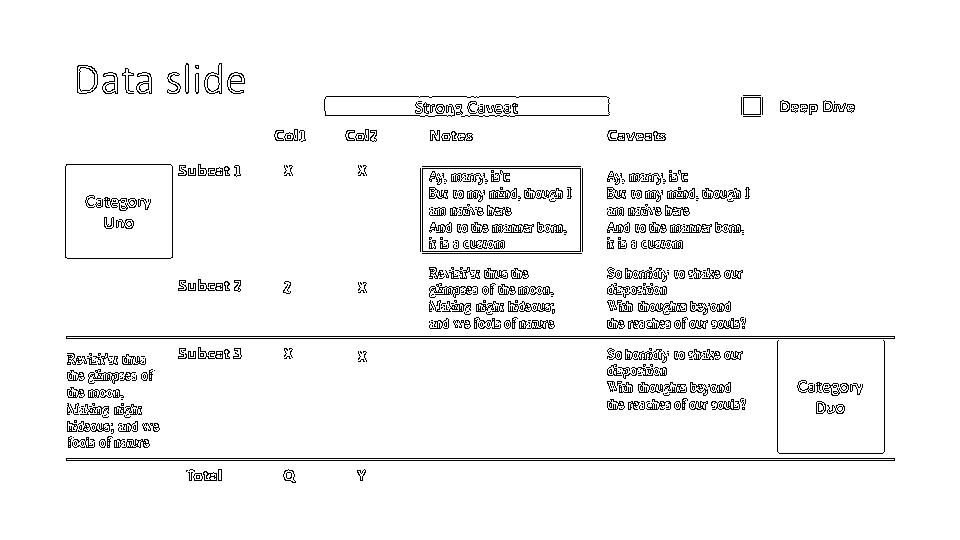 Data slide
Strong Caveat
Deep Dive
Col1 Col2 Notes Caveats
Category
Uno
Subcat 1 X X
Ay, marry, is't:
But to my mind, though I
am native here
And to the manner born,
it is a custom
Ay, marry, is't:
But to my mind, though I
am native here
And to the manner born,
it is a custom
Subcat 2 Z X
Revisit'st thus the
glimpses of the moon,
Making night hideous;
and we fools of nature
So horridly to shake our
disposition
With thoughts beyond
the reaches of our souls?
Revisit'st thus
the glimpses of
the moon,
Making night
hideous; and we
fools of nature
Subcat 3 X X
So horridly to shake our
disposition
With thoughts beyond
the reaches of our souls?
Category
Duo
Total Q Y